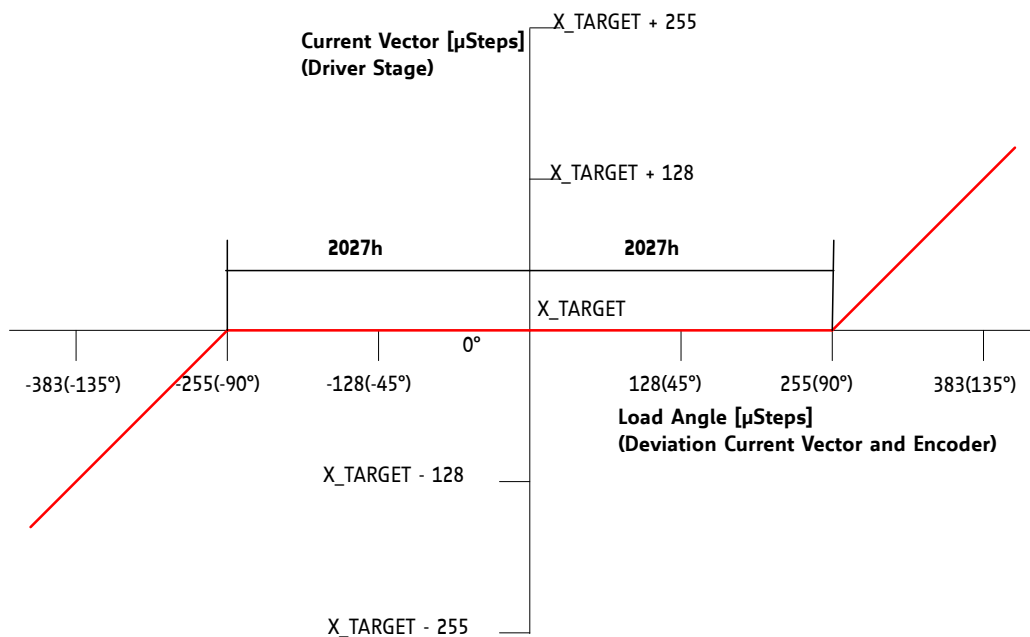 X_TARGET + 255
Current Vector [µSteps]
(Driver Stage)
X_TARGET + 128
2027h
2027h
X_TARGET
0°
-383(-135°)
-255(-90°)
-128(-45°)
128(45°)
255(90°)
383(135°)
Load Angle [µSteps]
(Deviation Current Vector and Encoder)
X_TARGET - 128
X_TARGET - 255